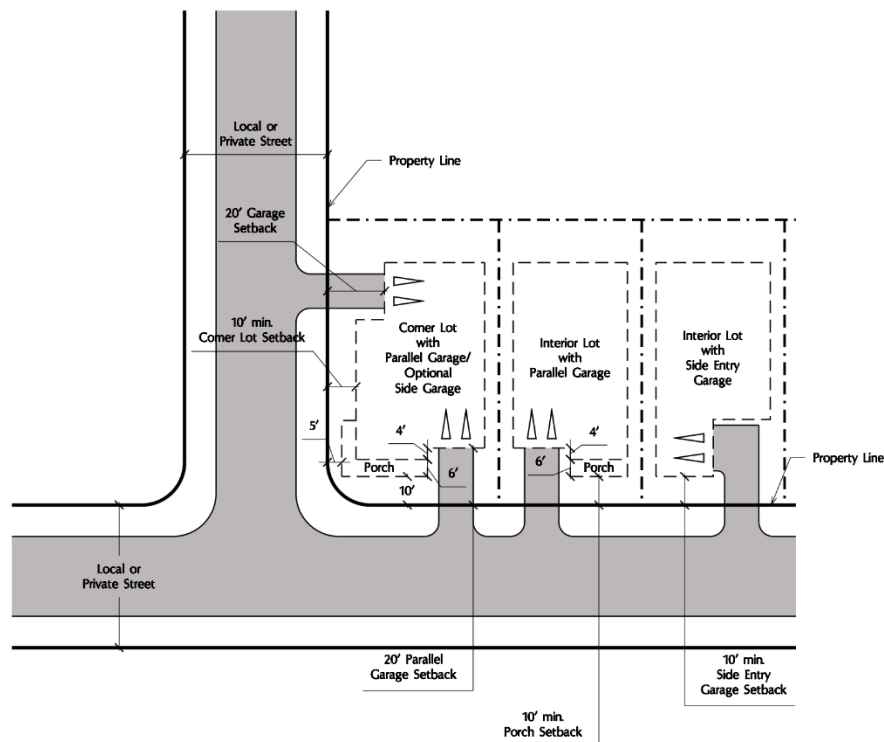 Local or
Private Street
Property Line
20′ Garage
Setback
10′ min.
Corner Lot Setback
Corner Lot
with
Parallel Garage/
Optional
Side Garage
Interior Lot
with
Parallel Garage
Interior Lot
with
Side Entry
Garage
5′
4′
4′
Porch
6′
6′
Porch
10′
Property Line
Local or
Private Street
20′ Parallel
Garage Setback
10′ min.
Side Entry
Garage Setback
10′ min.
Porch Setback